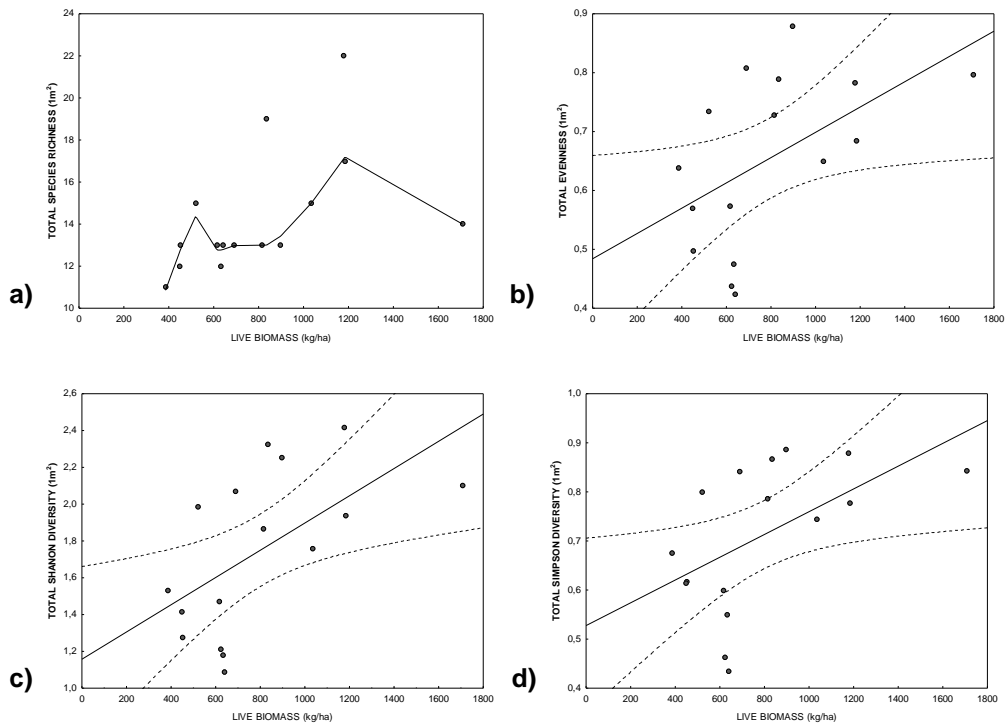 TOTAL SPECIES RICHNESS (1m²)
24
22
20
18
16
14
12
10
0 200 400 600 800 1000 1200 1400 1600 1800
LIVE BIOMASS (kg/ha)
a)
TOTAL EVENNESS (1m²)
0,9
0,8
0,7
0,6
0,5
0,4
0 200 400 600 800 1000 1200 1400 1600 1800
LIVE BIOMASS (kg/ha)
b)
TOTAL SHANON DIVERSITY (1m²)
2,6
2,4
2,2
2,0
1,8
1,6
1,4
1,2
1,0
0 200 400 600 800 1000 1200 1400 1600 1800
LIVE BIOMASS (kg/ha)
c)
TOTAL SIMPSON DIVERSITY (1m²)
1,0
0,9
0,8
0,7
0,6
0,5
0,4
0 200 400 600 800 1000 1200 1400 1600 1800
LIVE BIOMASS (kg/ha)
d)